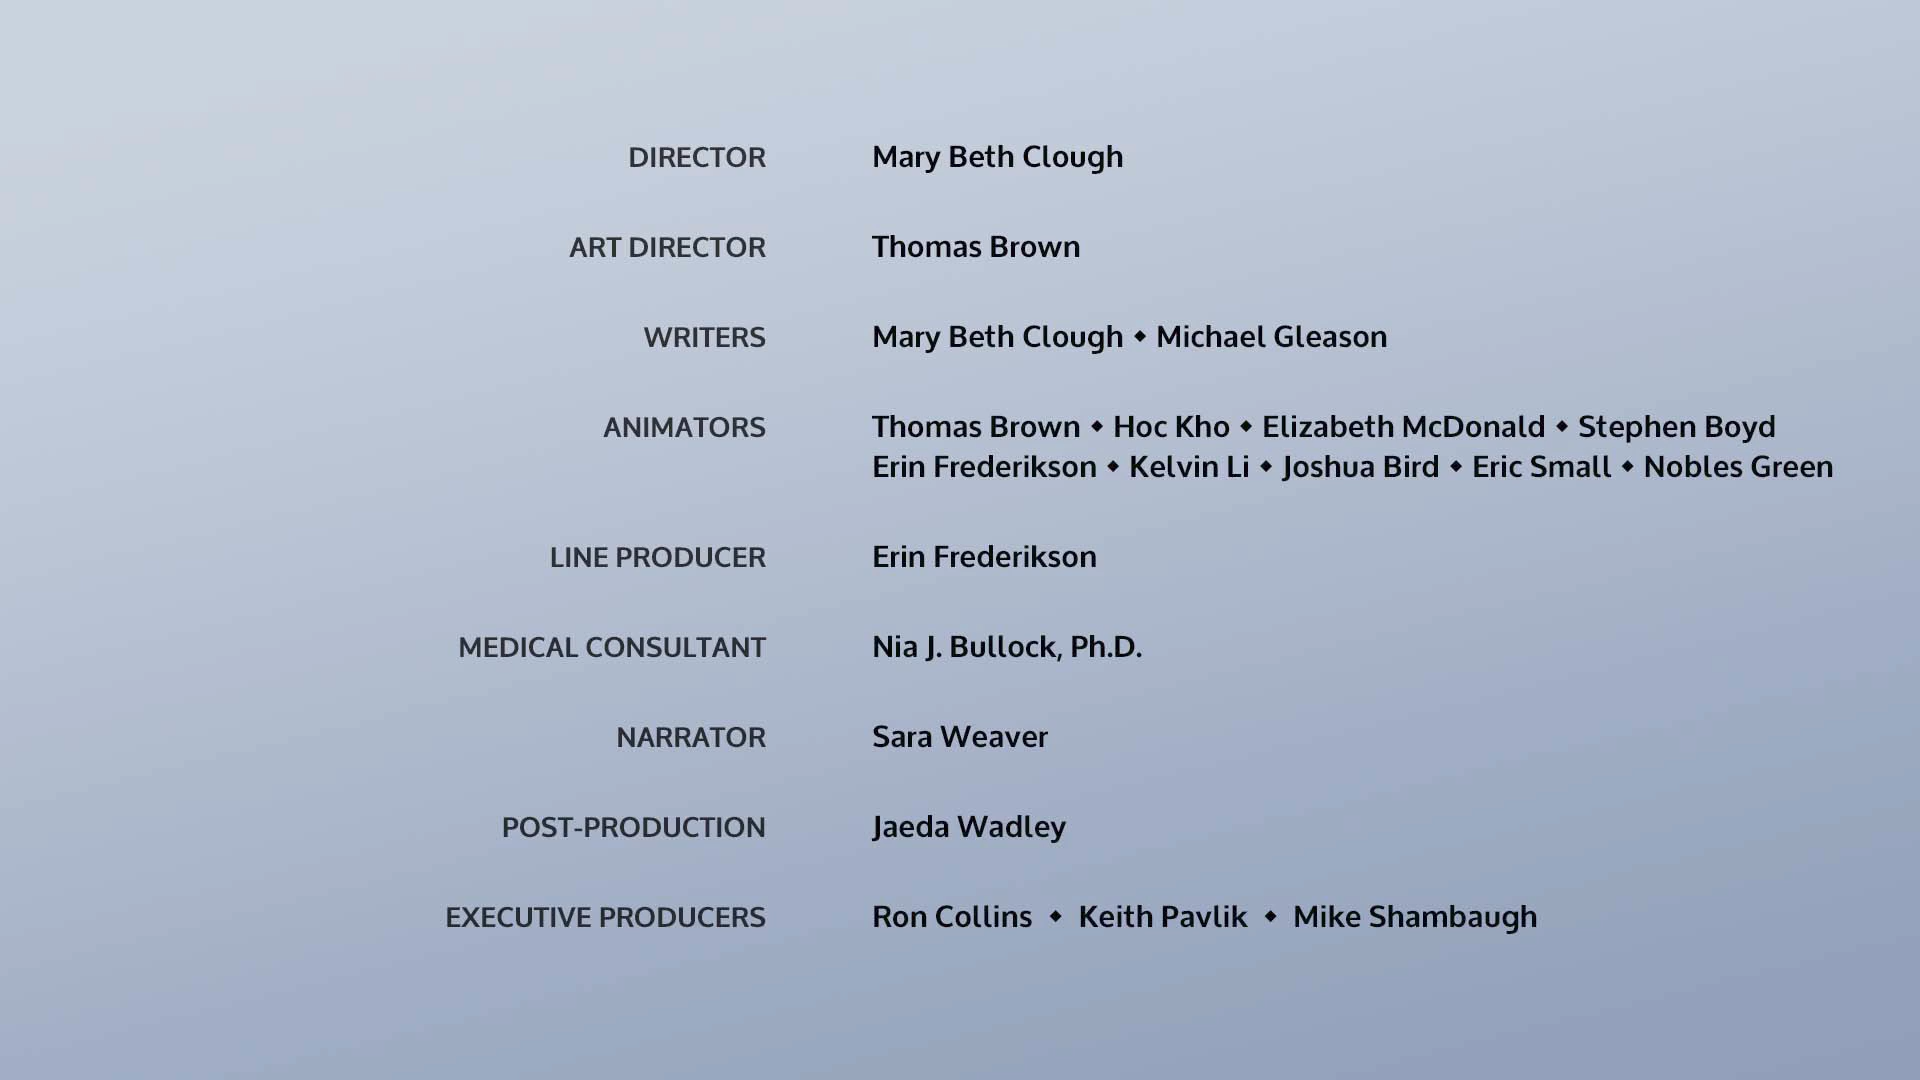 DIRECTOR Mary Beth Clough
ART DIRECTOR Thomas Brown
WRITERS Mary Beth Clough ◆ Michael Gleason
ANIMATORS Thomas Brown ◆ Hoc Kho ◆ Elizabeth McDonald ◆ Stephen Boyd
Erin Frederikson ◆ Kelvin Li ◆ Joshua Bird ◆ Eric Small ◆ Nobles Green
LINE PRODUCER Erin Frederikson
MEDICAL CONSULTANT Nia J. Bullock, Ph.D.
NARRATOR Sara Weaver
POST-PRODUCTION Jaeda Wadley
EXECUTIVE PRODUCERS Ron Collins ◆ Keith Pavlik ◆ Mike Shambaugh